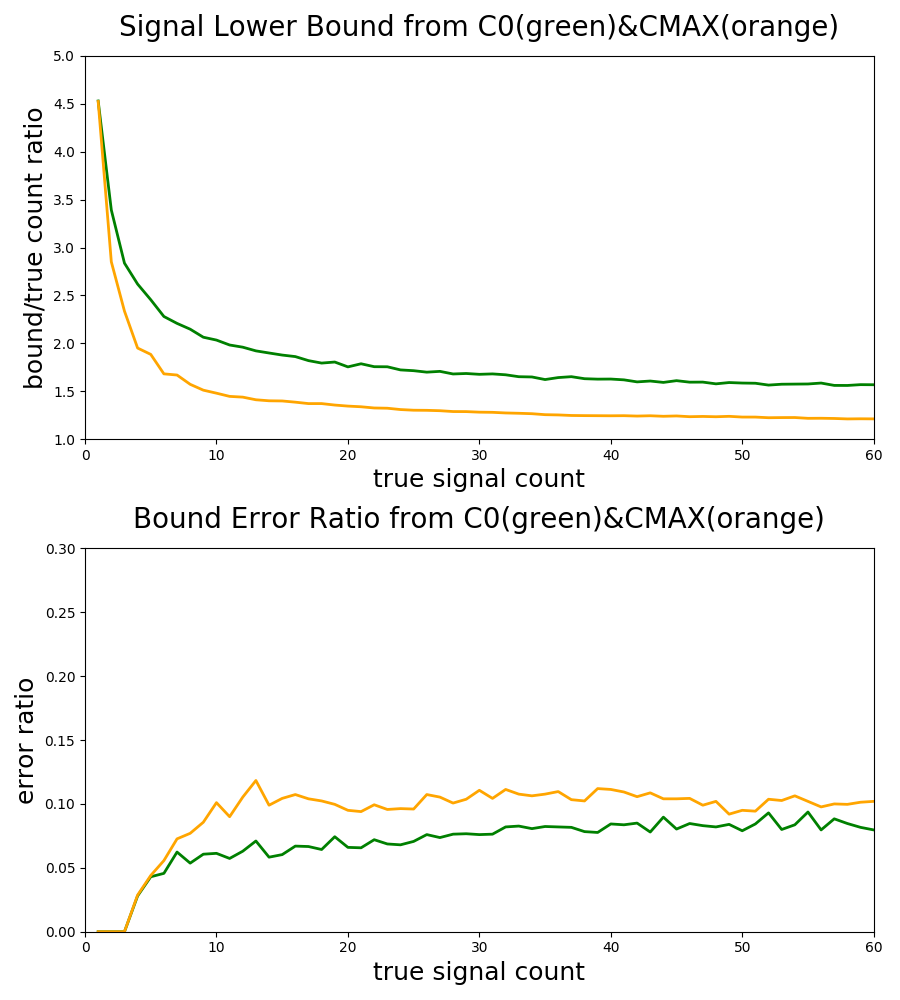 Signal Lower Bound from C0(green)&CMAX(orange)
bound/true count ratio
5.0
4.5
4.0
3.5
3.0
2.5
2.0
1.5
1.0
0 10 20 30 40 50 60
true signal count
Bound Error Ratio from C0(green)&CMAX(orange)
error ratio
0.30
0.25
0.20
0.15
0.10
0.05
0.00
0 10 20 30 40 50 60
true signal count